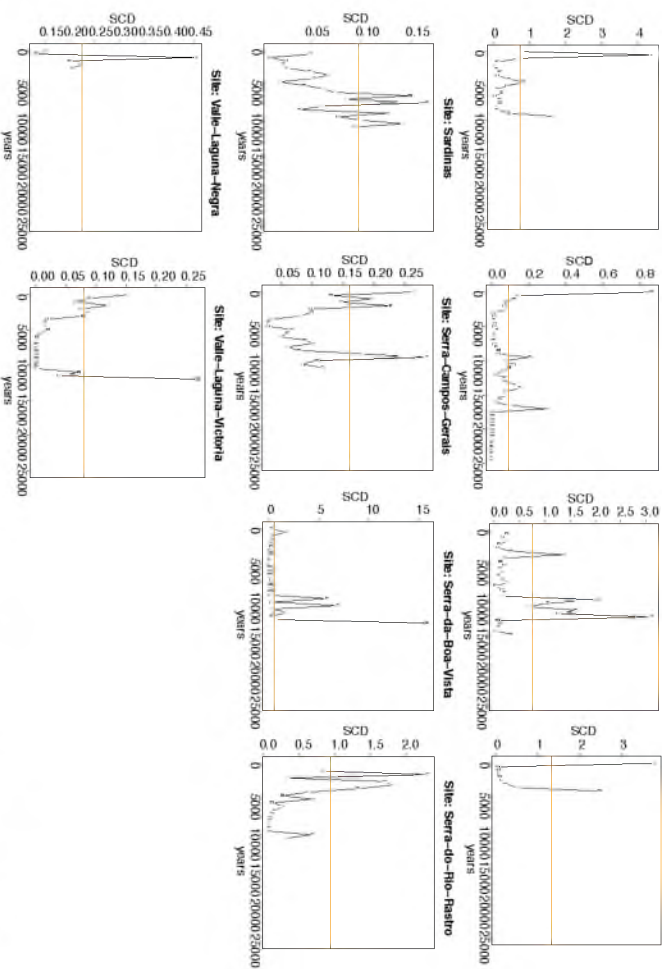 SCD
0 1 2 3 4
0 5000 10000 15000 20000 25000
years
SCD
0.0 0.2 0.4 0.6 0.8
0 5000 10000 15000 20000 25000
years
SCD
0.0 0.5 1.0 1.5 2.0 2.5 3.0
0 5000 10000 15000 20000 25000
years
SCD
0 1 2 3
0 5000 10000 15000 20000 25000
years
Site: Sardinas
SCD
0.05 0.10 0.15
0 5000 10000 15000 20000 25000
years
Site: Serra-Campos-Gerais
SCD
0.05 0.10 0.15 0.20 0.25
0 5000 10000 15000 20000 25000
years
Site: Serra-da-Boa-Vista
SCD
0 5 10 15
0 5000 10000 15000 20000 25000
years
Site: Serra-do-Rio-Rastro
SCD
0.0 0.5 1.0 1.5 2.0
0 5000 10000 15000 20000 25000
years
Site: Valle-Laguna-Negra
SCD
0.15 0.20 0.25 0.30 0.35 0.40 0.45
0 5000 10000 15000 20000 25000
years
Site: Valle-Laguna-Victoria
SCD
0.00 0.05 0.10 0.15 0.20 0.25
0 5000 10000 15000 20000 25000
years